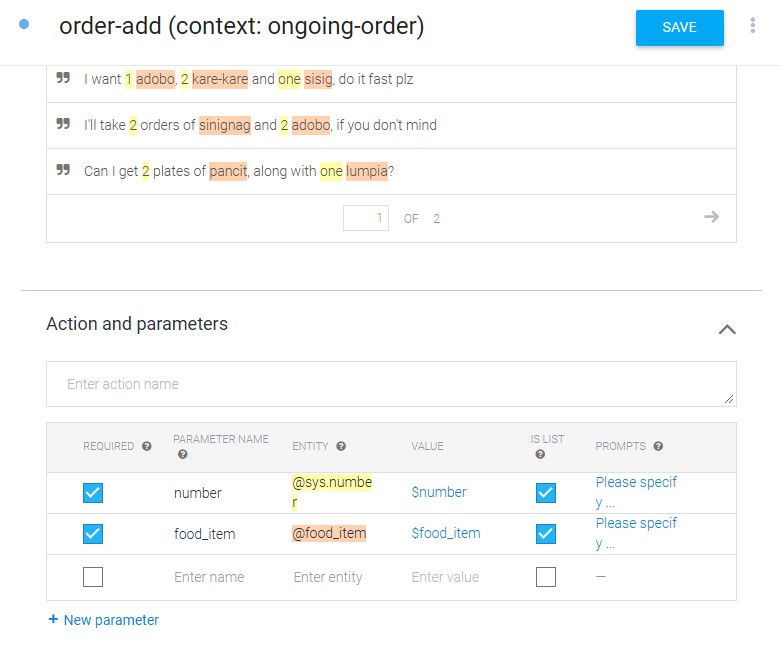 order-add (context: ongoing-order)
SAVE
I want 1 adobo, 2 kare-kare and one sisig, do it fast plz
I'll take 2 orders of sinignag and 2 adobo, if you don't mind
Can I get 2 plates of pancit, along with one lumpia?
1 OF 2
Action and parameters
Enter action name
REQUIRED PARAMETER NAME ENTITY VALUE IS LIST PROMPTS
number @sys.numbe
r $number Please specif
y ...
food_item @food_item $food_item Please specif
y ...
Enter name Enter entity Enter value —
+ New parameter